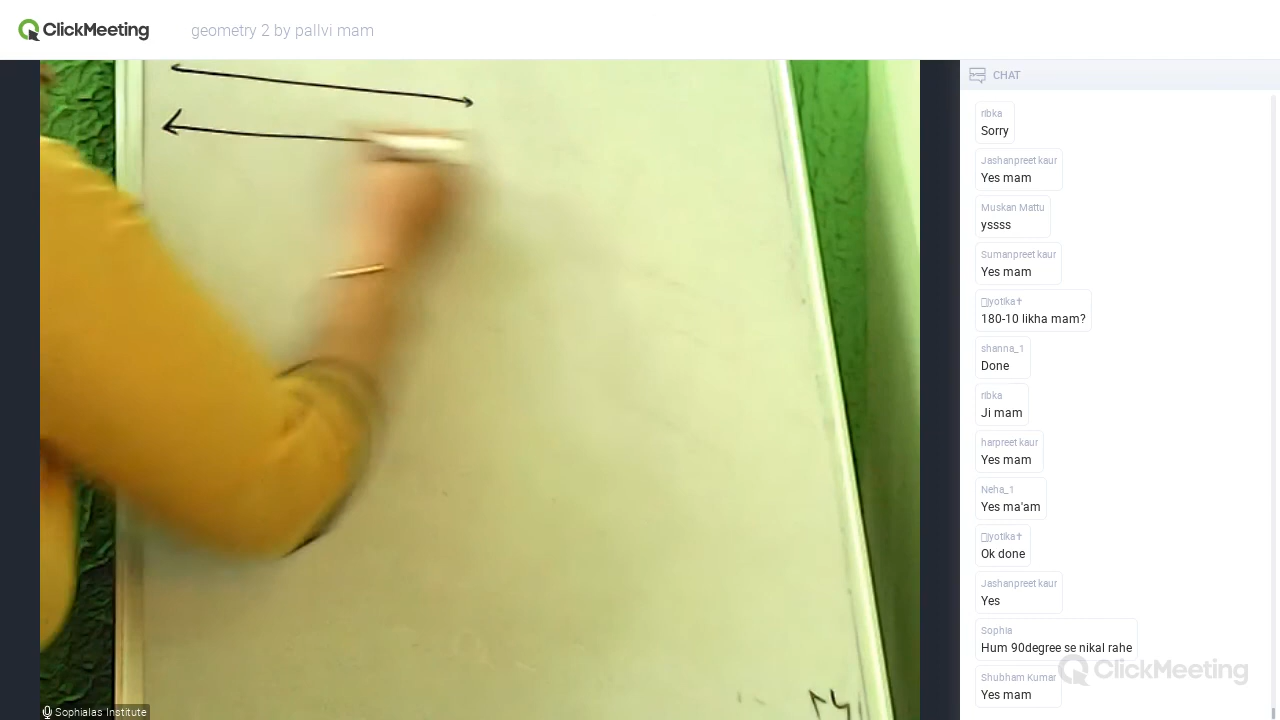 ClickMeeting
geometry 2 by pallvi mam
CHAT
ribka
Sorry
Jashanpreet kaur
Yes mam
Muskan Mattu
yssss
Sumanpreet kaur
Yes mam
jyotika✝
180-10 likha mam?
shanna_1
Done
ribka
Ji mam
harpreet kaur
Yes mam
Neha_1
Yes ma'am
jyotika✝
Ok done
Jashanpreet kaur
Yes
Sophia
Hum 90degree se nikal rahe
Shubham Kumar
Yes mam
ClickMeeting
Sophialas Institute